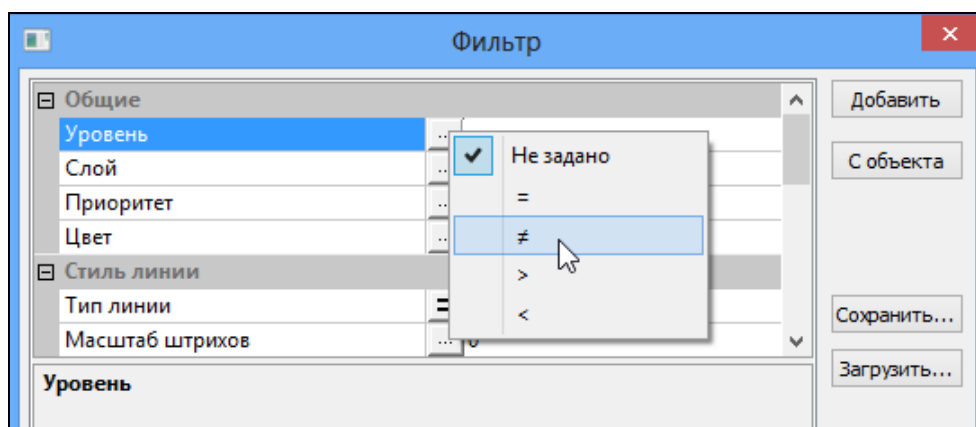 Фильтр
Общие
Добавить
Уровень
...
Не задано
Слой
...
С объекта
Приоритет
...
=
Цвет
...
≠
Стиль линии
>
Тип линии
=
<
Сохранить...
Масштаб штрихов
...
0
Загрузить...
Уровень